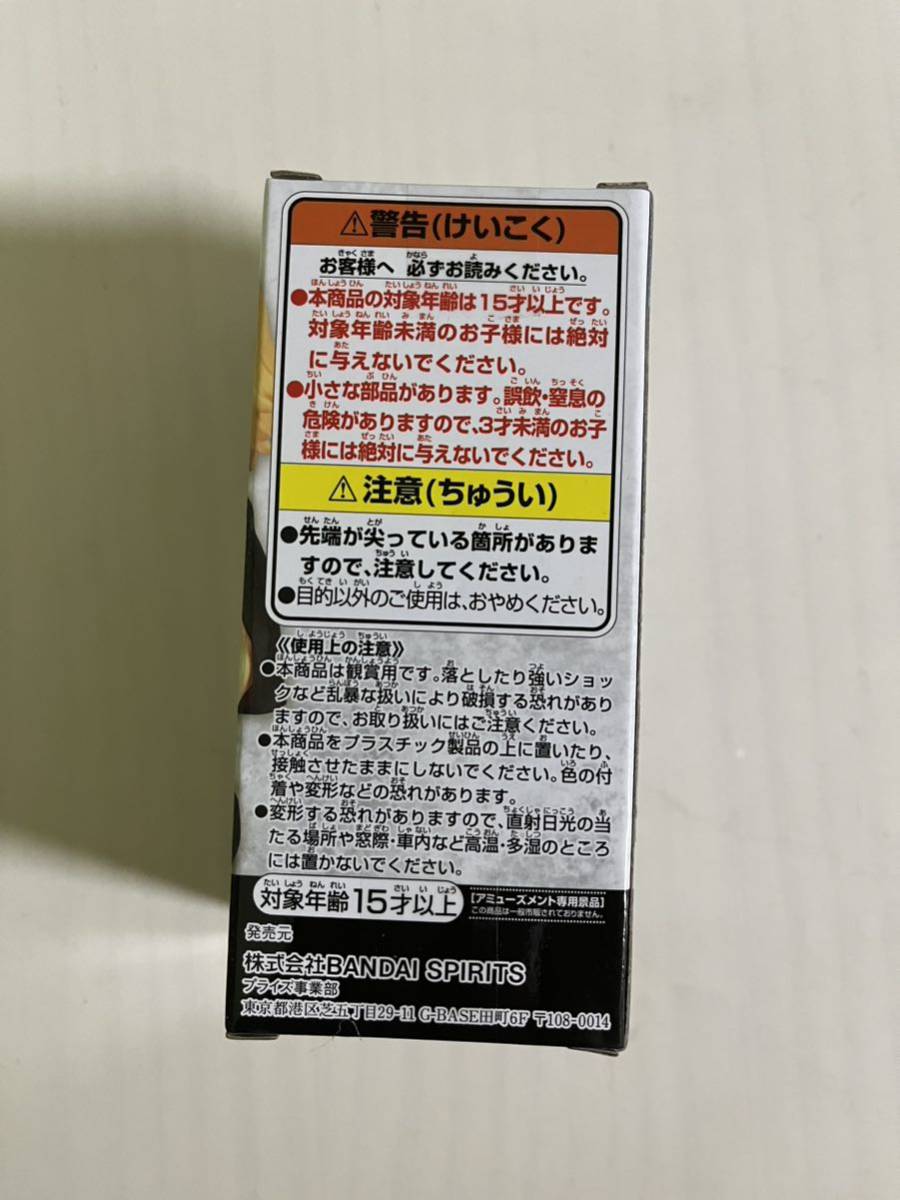 ⚠警告(けいこく)
お客様へ 必ずお読みください。
●本商品の対象年齢は15才以上です。
対象年齢未満のお子様には絶対
に与えないでください。
●小さな部品があります。誤飲・窒息の
危険がありますので、3才未満のお子
様には絶対に与えないでください。
⚠注意(ちゅうい)
●先端が尖っている箇所がありま
すので、注意してください。
●目的以外のご使用は、おやめください。
《使用上の注意》
●本商品は観賞用です。落としたり強いショッ
クなど乱暴な扱いにより破損する恐れがあり
ますので、お取り扱いにはご注意ください。
●本商品をプラスチック製品の上に置いたり、
接触させたままにしないでください。色の付
着や変形などの恐れがあります。
●変形する恐れがありますので、直射日光の当
たる場所や窓際・車内など高温・多湿のところ
には置かないでください。
対象年齢15才以上
[アミューズメント専用景品]
この商品は一般市販されておりません。
発売元
株式会社BANDAI SPIRITS
プライズ事業部
東京都港区芝五丁目29-11 G-BASE田町6F 〒108-0014